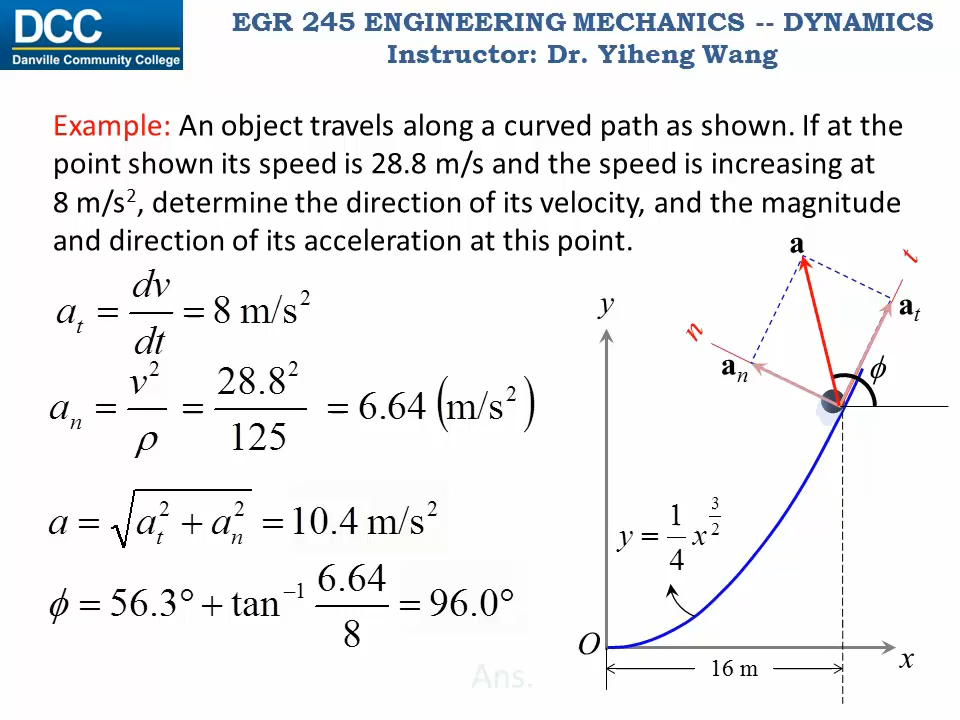 DCC
Danville Community College
EGR 245 ENGINEERING MECHANICS -- DYNAMICS
Instructor: Dr. Yiheng Wang
Example: An object travels along a curved path as shown. If at the
point shown its speed is 28.8 m/s and the speed is increasing at
8 m/s², determine the direction of its velocity, and the magnitude
and direction of its acceleration at this point.
a_t = dv/dt = 8 m/s²
a_n = v²/ρ = 28.8²/125 = 6.64 (m/s²)
a = √(a_t² + a_n²) = 10.4 m/s²
ϕ = 56.3° + tan⁻¹ 6.64/8 = 96.0°
Ans.
a
t
y
a_t
n
a_n
ϕ
y = 1/4 x^(3/2)
O
x
16 m